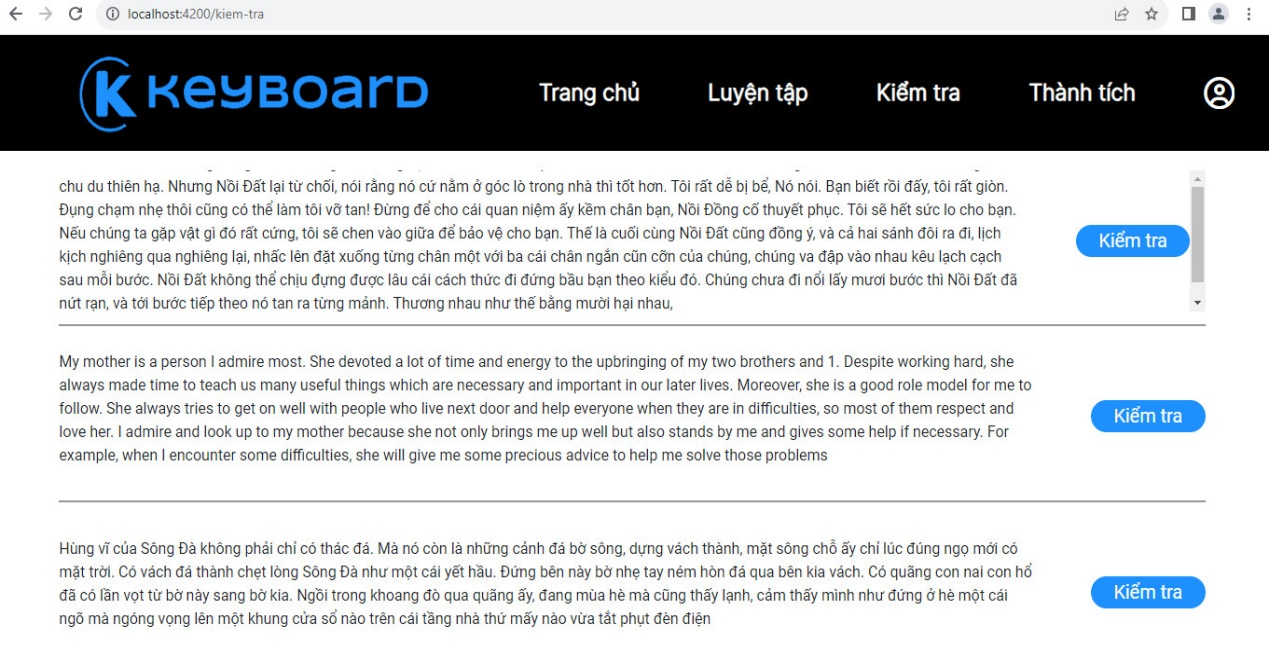 localhost:4200/kiem-tra
K KEYBOARD
Trang chủ
Luyện tập
Kiểm tra
Thành tích
chu du thiên hạ. Nhưng Nồi Đất lại từ chối, nói rằng nó cứ nằm ở góc lò trong nhà thì tốt hơn. Tôi rất dễ bị bể, Nó nói. Bạn biết rồi đấy, tôi rất giòn.
Đụng chạm nhẹ thôi cũng có thể làm tôi vỡ tan! Đừng để cho cái quan niệm ấy kềm chân bạn, Nồi Đồng cố thuyết phục. Tôi sẽ hết sức lo cho bạn.
Nếu chúng ta gặp vật gì đó rất cứng, tôi sẽ chen vào giữa để bảo vệ cho bạn. Thế là cuối cùng Nồi Đất cũng đồng ý, và cả hai sánh đôi ra đi, lịch
kịch nghiêng qua nghiêng lại, nhấc lên đặt xuống từng chân một với ba cái chân ngắn cũn cỡn của chúng, chúng va đập vào nhau kêu lạch cạch
sau mỗi bước. Nồi Đất không thể chịu đựng được lâu cái cách thức đi đứng bầu bạn theo kiểu đó. Chúng chưa đi nổi lấy mươi bước thì Nồi Đất đã
nứt rạn, và tới bước tiếp theo nó tan ra từng mảnh. Thương nhau như thế bằng mười hại nhau,
Kiểm tra
My mother is a person I admire most. She devoted a lot of time and energy to the upbringing of my two brothers and 1. Despite working hard, she
always made time to teach us many useful things which are necessary and important in our later lives. Moreover, she is a good role model for me to
follow. She always tries to get on well with people who live next door and help everyone when they are in difficulties, so most of them respect and
love her. I admire and look up to my mother because she not only brings me up well but also stands by me and gives some help if necessary. For
example, when I encounter some difficulties, she will give me some precious advice to help me solve those problems
Kiểm tra
Hùng vĩ của Sông Đà không phải chỉ có thác đá. Mà nó còn là những cảnh đá bờ sông, dựng vách thành, mặt sông chỗ ấy chỉ lúc đúng ngọ mới có
mặt trời. Có vách đá thành chẹt lòng Sông Đà như một cái yết hầu. Đứng bên này bờ nhẹ tay ném hòn đá qua bên kia vách. Có quãng con nai con hổ
đã có lần vọt từ bờ này sang bờ kia. Ngồi trong khoang đò qua quãng ấy, đang mùa hè mà cũng thấy lạnh, cảm thấy mình như đứng ở hè một cái
ngõ mà ngóng vọng lên một khung cửa sổ nào trên cái tầng nhà thứ mấy nào vừa tắt phụt đèn điện
Kiểm tra